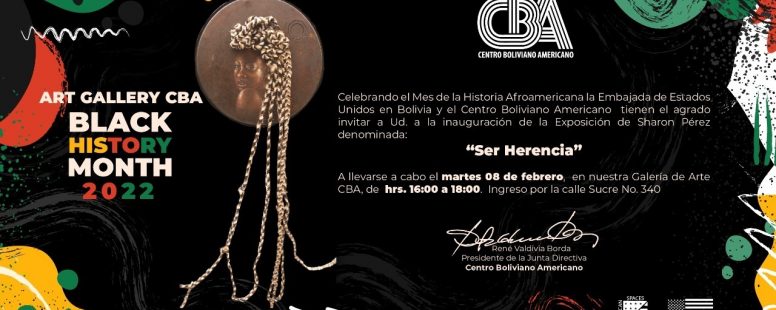 ART GALLERY CBA
BLACK
HISTORY
MONTH
2022
CBA
CENTRO BOLIVIANO AMERICANO
Celebrando el Mes de la Historia Afroamericana la Embajada de Estados
Unidos en Bolivia y el Centro Boliviano Americano tienen el agrado
invitar a Ud. a la inauguración de la Exposición de Sharon Pérez
denominada:
“Ser Herencia”
A llevarse a cabo el martes 08 de febrero, en nuestra Galería de Arte
CBA, de hrs. 16:00 a 18:00. Ingreso por la calle Sucre No. 340
René Valdivia Borda
Presidente de la Junta Directiva
Centro Boliviano Americano
SPACES